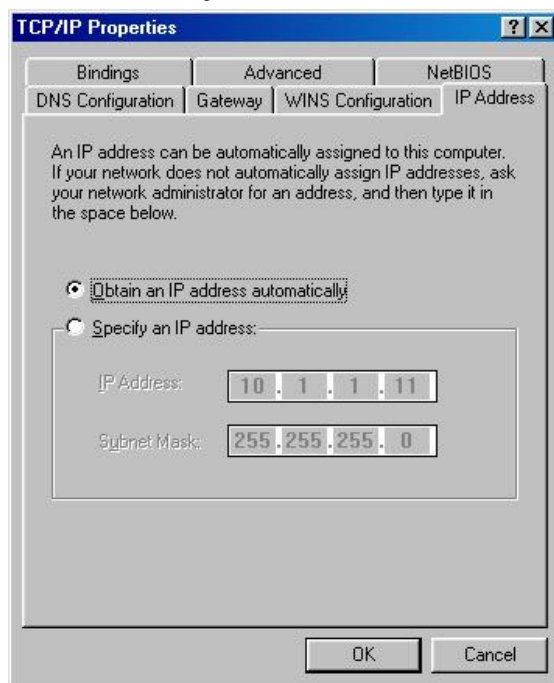 TCP/IP Properties
Bindings Advanced NetBIOS
DNS Configuration Gateway WINS Configuration IP Address
An IP address can be automatically assigned to this computer.
If your network does not automatically assign IP addresses, ask
your network administrator for an address, and then type it in
the space below.
Obtain an IP address automatically
Specify an IP address:
IP Address: 10 . 1 . 1 . 11
Subnet Mask: 255 . 255 . 255 . 0
OK Cancel